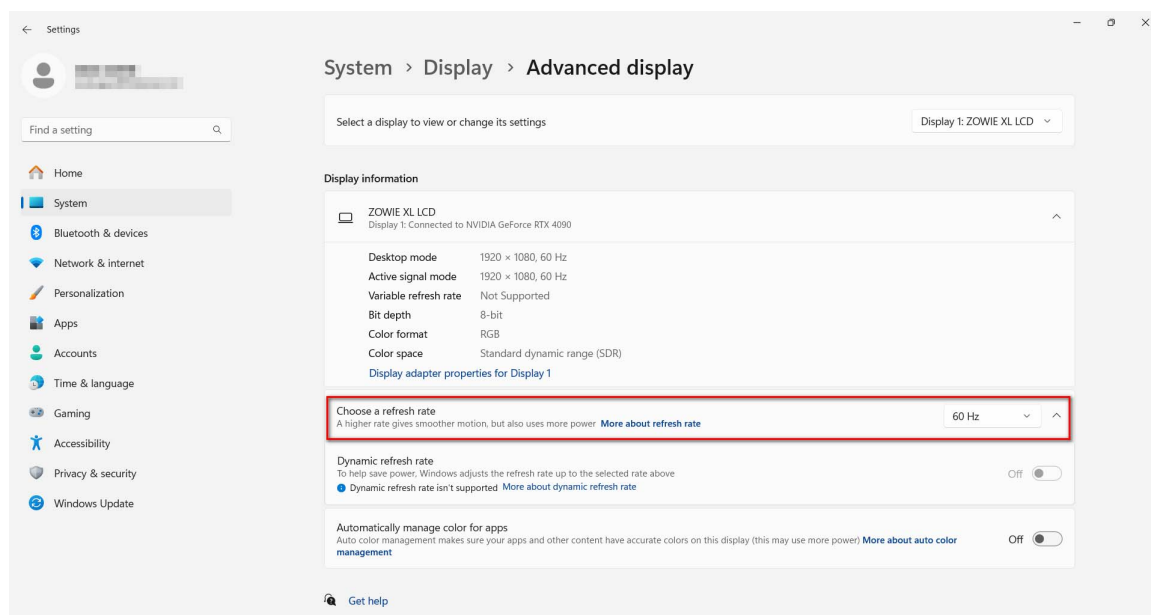 Settings
System > Display > Advanced display
Find a setting
Home
System
Bluetooth & devices
Network & internet
Personalization
Apps
Accounts
Time & language
Gaming
Accessibility
Privacy & security
Windows Update
Select a display to view or change its settings
Display 1: ZOWIE XL LCD
Display information
ZOWIE XL LCD
Display 1: Connected to NVIDIA GeForce RTX 4090
Desktop mode 1920 × 1080, 60 Hz
Active signal mode 1920 × 1080, 60 Hz
Variable refresh rate Not Supported
Bit depth 8-bit
Color format RGB
Color space Standard dynamic range (SDR)
Display adapter properties for Display 1
Choose a refresh rate
A higher rate gives smoother motion, but also uses more power More about refresh rate
60 Hz
Dynamic refresh rate
To help save power, Windows adjusts the refresh rate up to the selected rate above
Dynamic refresh rate isn't supported More about dynamic refresh rate
Off
Automatically manage color for apps
Auto color management makes sure your apps and other content have accurate colors on this display (this may use more power) More about auto color
management
Off
Get help